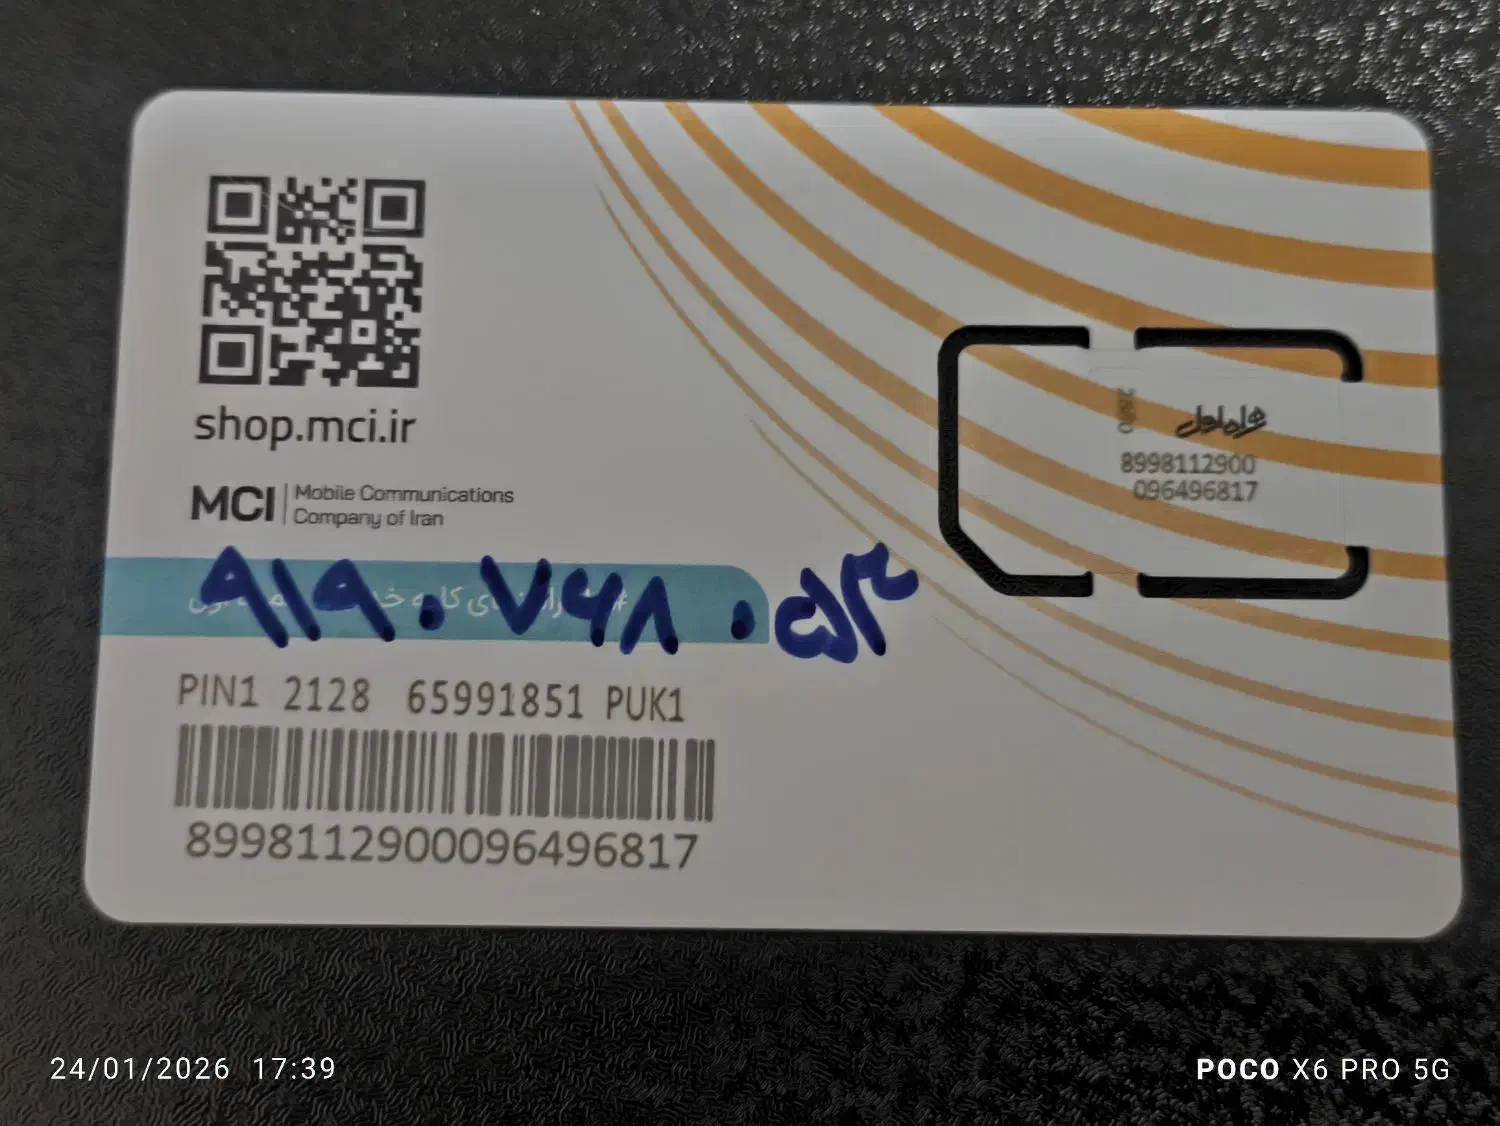 shop.mci.ir
MCI | Mobile Communications
Company of Iran
۹۱۹۰۷۶۸۰۵۳
PIN1 2128 65991851 PUK1
8998112900096496817
همراه اول
8998112900
096496817
24/01/2026 17:39
POCO X6 PRO 5G